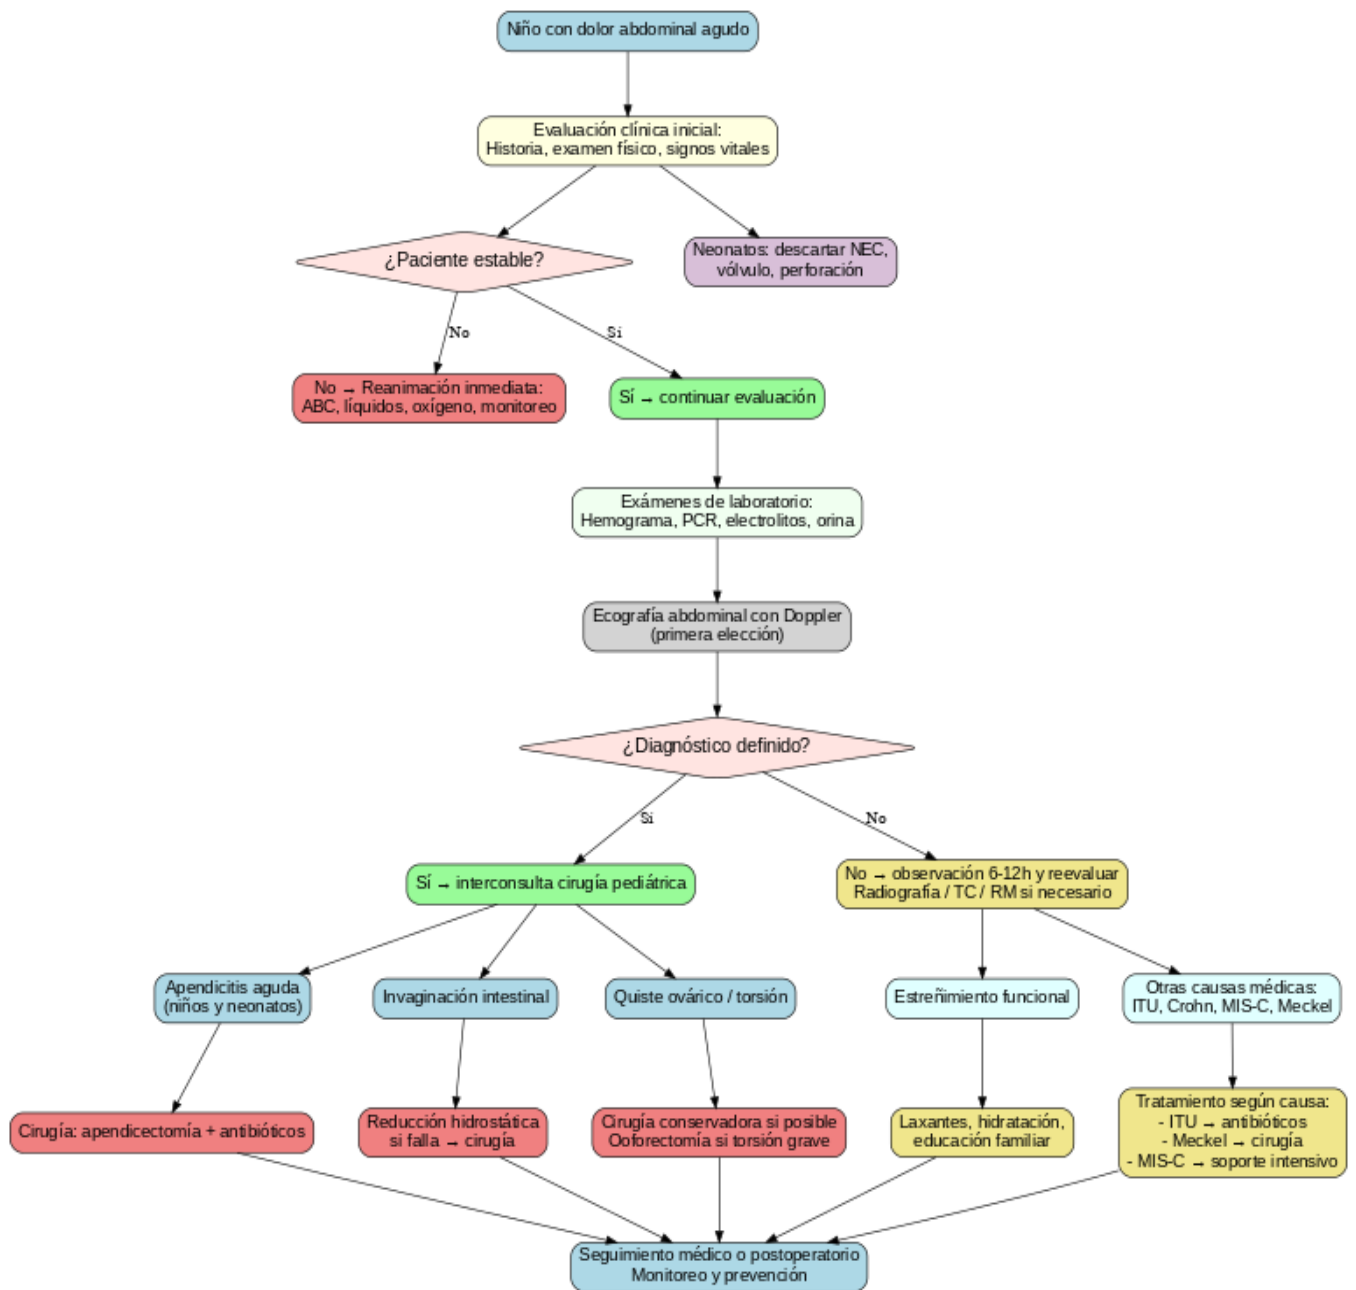 Niño con dolor abdominal agudo
Evaluación clínica inicial:
Historia, examen físico, signos vitales
¿Paciente estable?
Neonatos: descartar NEC,
vólvulo, perforación
No
Sí
No → Reanimación inmediata:
ABC, líquidos, oxígeno, monitoreo
Sí → continuar evaluación
Exámenes de laboratorio:
Hemograma, PCR, electrolitos, orina
Ecografía abdominal con Doppler
(primera elección)
¿Diagnóstico definido?
Sí
No
Sí → interconsulta cirugía pediátrica
No → observación 6-12h y reevaluar
Radiografía / TC / RM si necesario
Apendicitis aguda
(niños y neonatos)
Invaginación intestinal
Quiste ovárico / torsión
Estreñimiento funcional
Otras causas médicas:
ITU, Crohn, MIS-C, Meckel
Cirugía: apendicectomía + antibióticos
Reducción hidrostática
si falla → cirugía
Cirugía conservadora si posible
Ooforectomía si torsión grave
Laxantes, hidratación,
educación familiar
Tratamiento según causa:
- ITU → antibióticos
- Meckel → cirugía
- MIS-C → soporte intensivo
Seguimiento médico o postoperatorio
Monitoreo y prevención